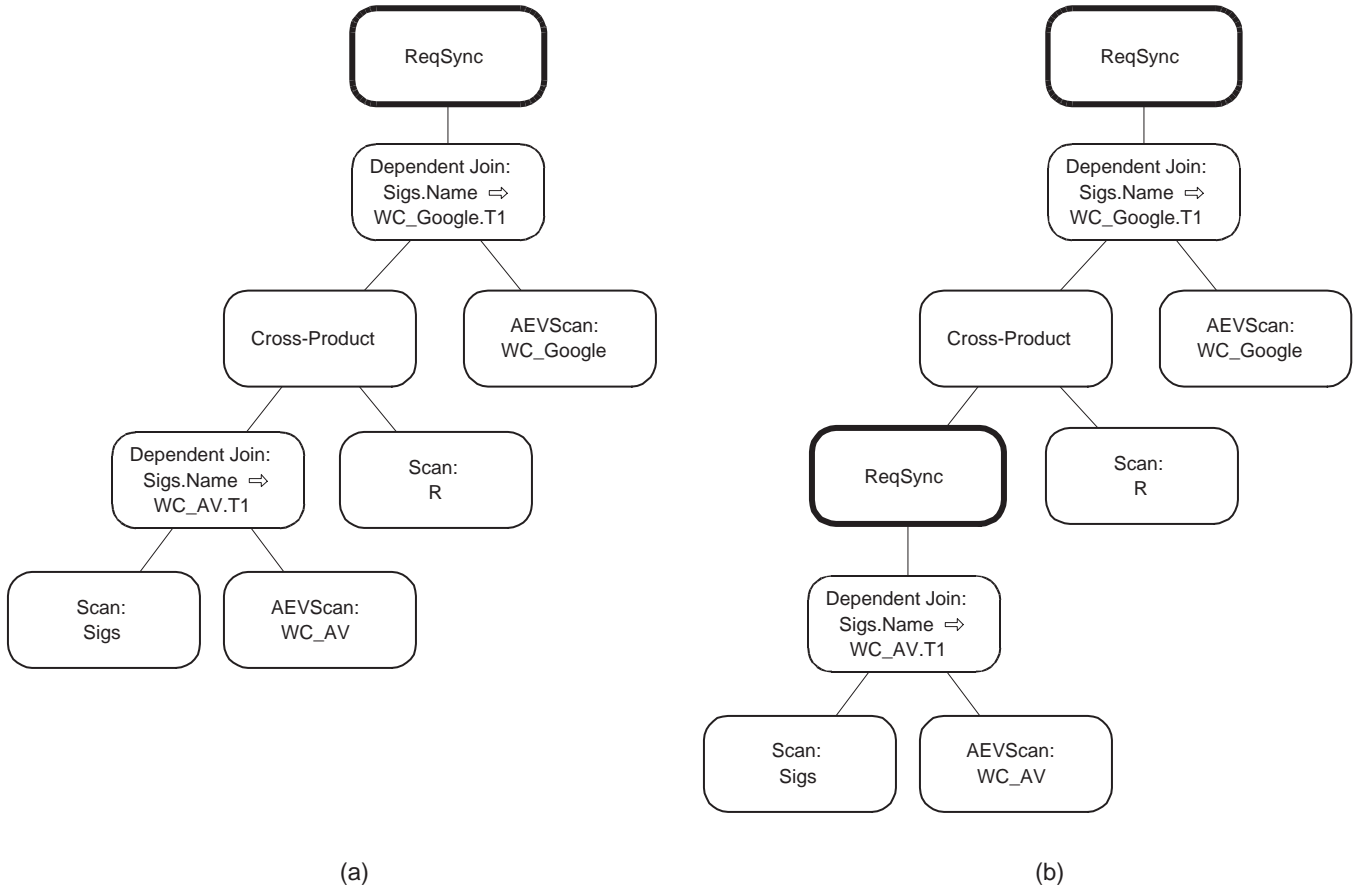 ReqSync
Dependent Join:
Sigs.Name ⇨
WC_Google.T1
Cross-Product
AEVScan:
WC_Google
Dependent Join:
Sigs.Name ⇨
WC_AV.T1
Scan:
R
Scan:
Sigs
AEVScan:
WC_AV
(a)
ReqSync
Dependent Join:
Sigs.Name ⇨
WC_Google.T1
Cross-Product
AEVScan:
WC_Google
ReqSync
Scan:
R
Dependent Join:
Sigs.Name ⇨
WC_AV.T1
Scan:
Sigs
AEVScan:
WC_AV
(b)